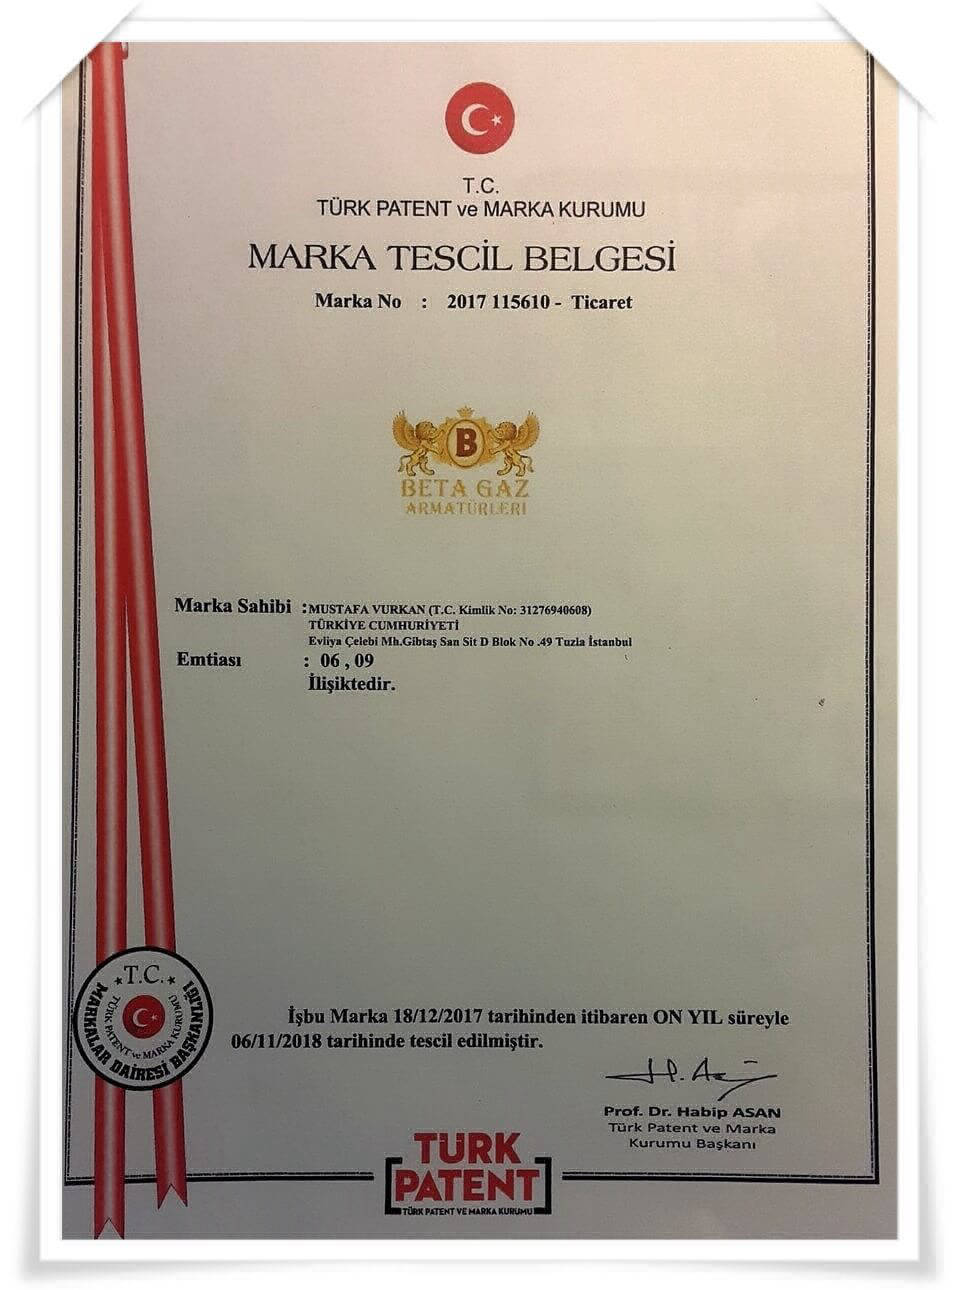 T.C.
TÜRK PATENT ve MARKA KURUMU
MARKA TESCİL BELGESİ
Marka No : 2017 115610 - Ticaret
B
BETA GAZ
ARMATÜRLERİ
Marka Sahibi : MUSTAFA VURKAN (T.C. Kimlik No: 31276940608)
TÜRKİYE CUMHURİYETİ
Evliya Çelebi Mh.Gibtaş San Sit D Blok No .49 Tuzla İstanbul
Emtiası : 06 , 09
İlişiktedir.
T.C.
TÜRK PATENT ve MARKA KURUMU
MARKALAR DAİRESİ BAŞKANLIĞI
İşbu Marka 18/12/2017 tarihinden itibaren ON YIL süreyle
06/11/2018 tarihinde tescil edilmiştir.
Prof. Dr. Habip ASAN
Türk Patent ve Marka
Kurumu Başkanı
TÜRK
PATENT
TÜRK PATENT VE MARKA KURUMU